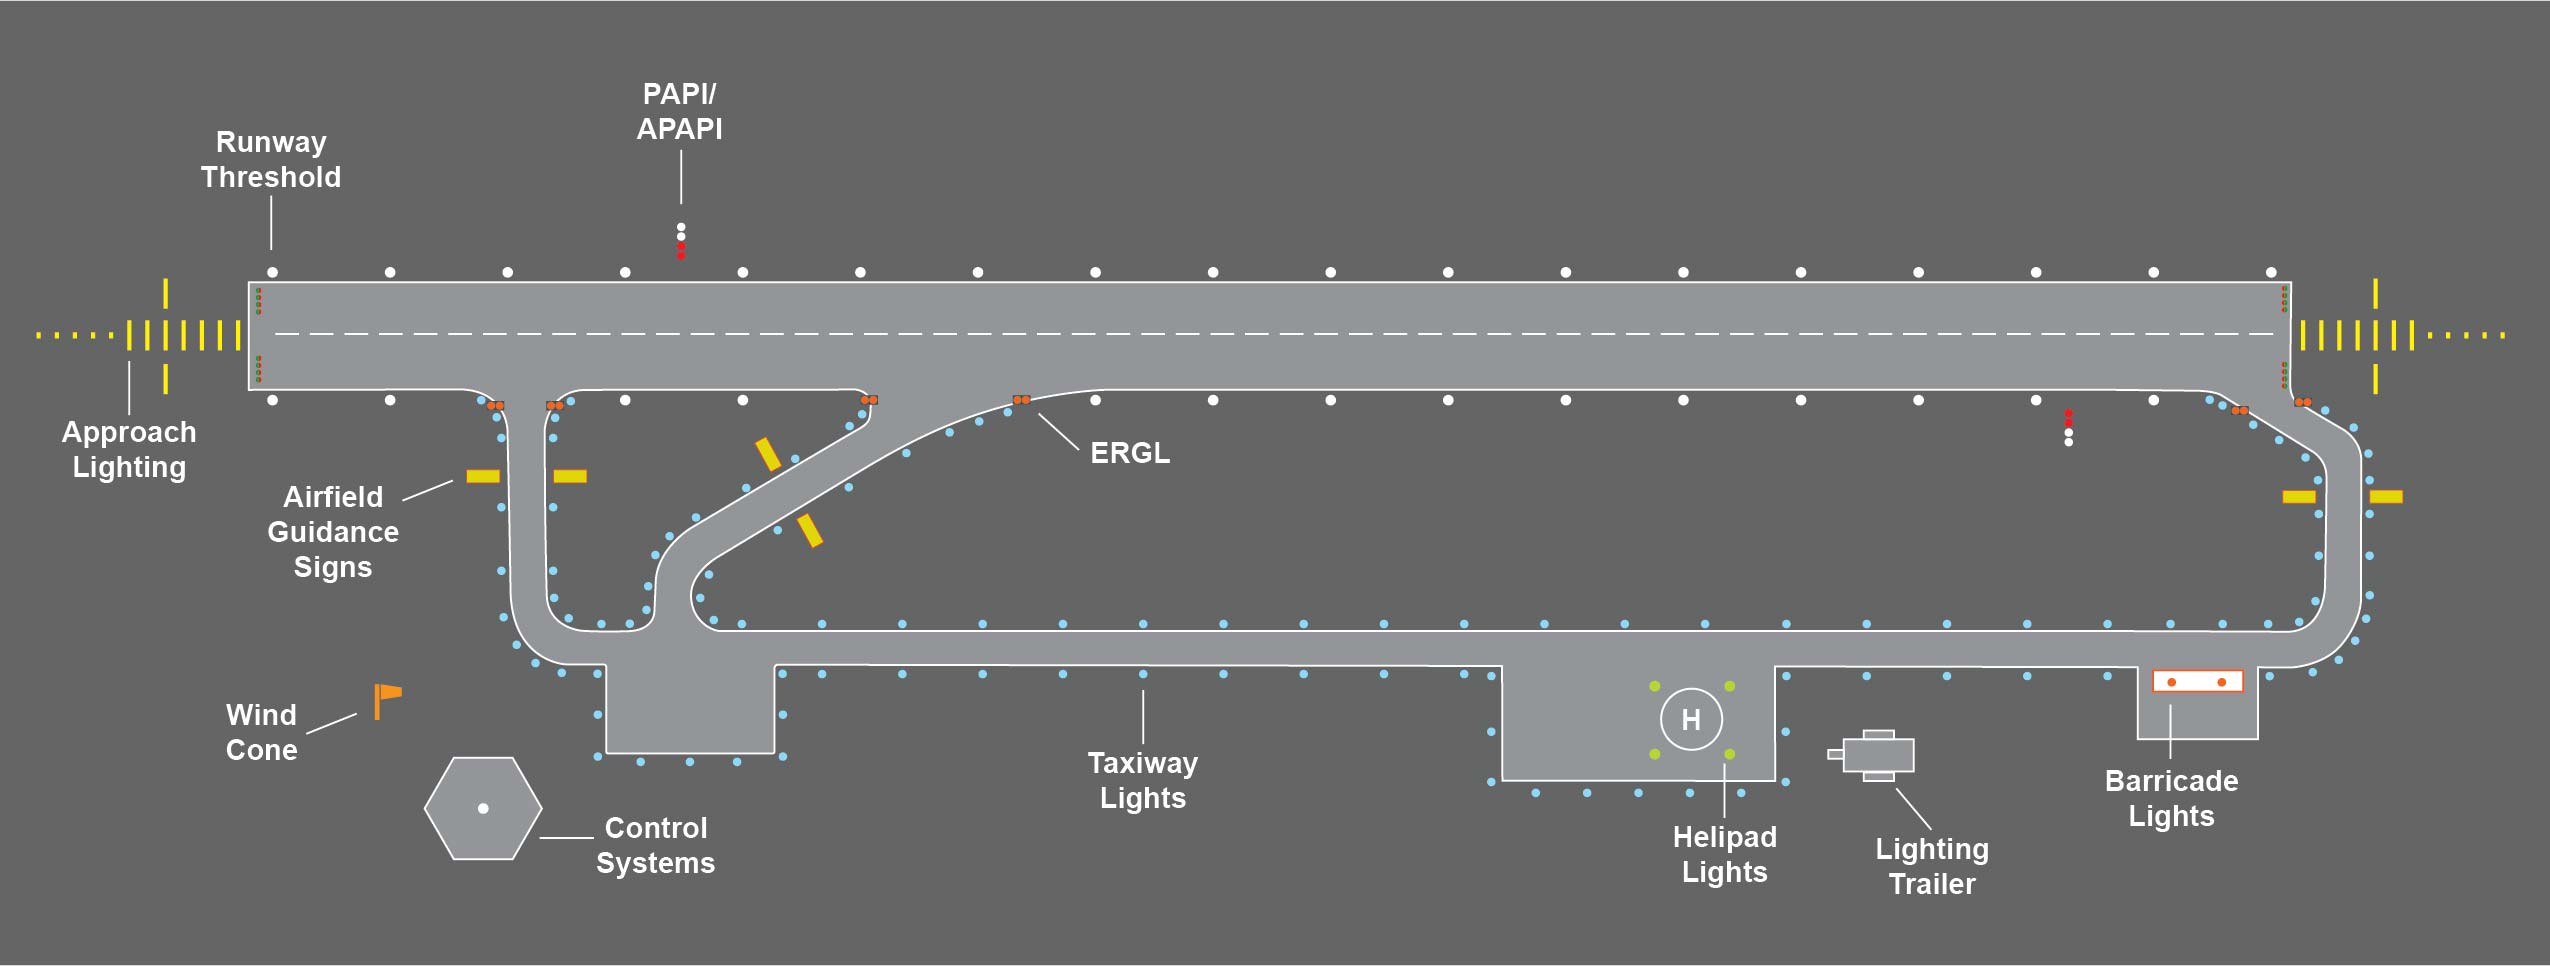 PAPI/
APAPI
Runway
Threshold
Approach
Lighting
ERGL
Airfield
Guidance
Signs
Wind
Cone
H
Taxiway
Lights
Barricade
Lights
Control
Systems
Helipad
Lights
Lighting
Trailer